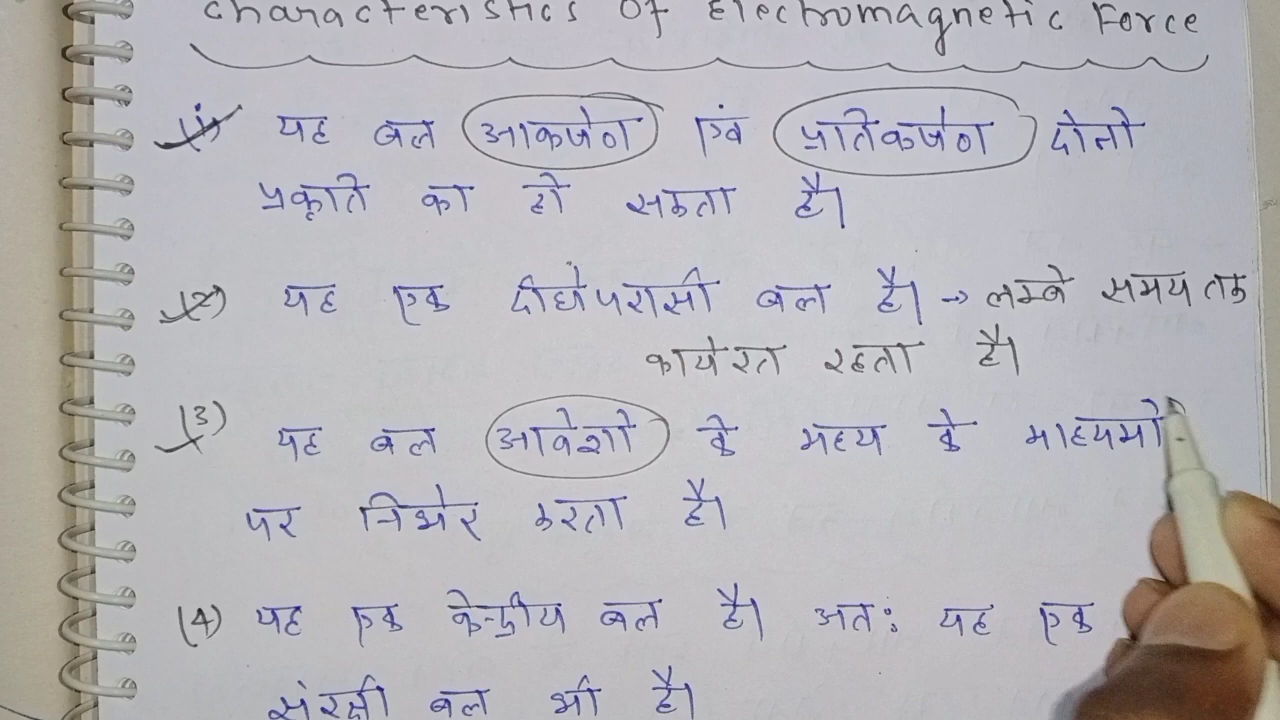 Characteristics Of Electromagnetic Force
(1) यह बल आकर्षण एवं प्रतिकर्षण दोनो
प्रकृति का हो सकता है।
(2) यह एक दीर्घपरासी बल है। → लम्बे समय तक
कार्यरत रहता है।
(3) यह बल आवेशो के मध्य के माध्यमो
पर निर्भर करता है।
(4) यह एक केन्द्रीय बल है। अतः यह एक
संरक्षी बल भी है।